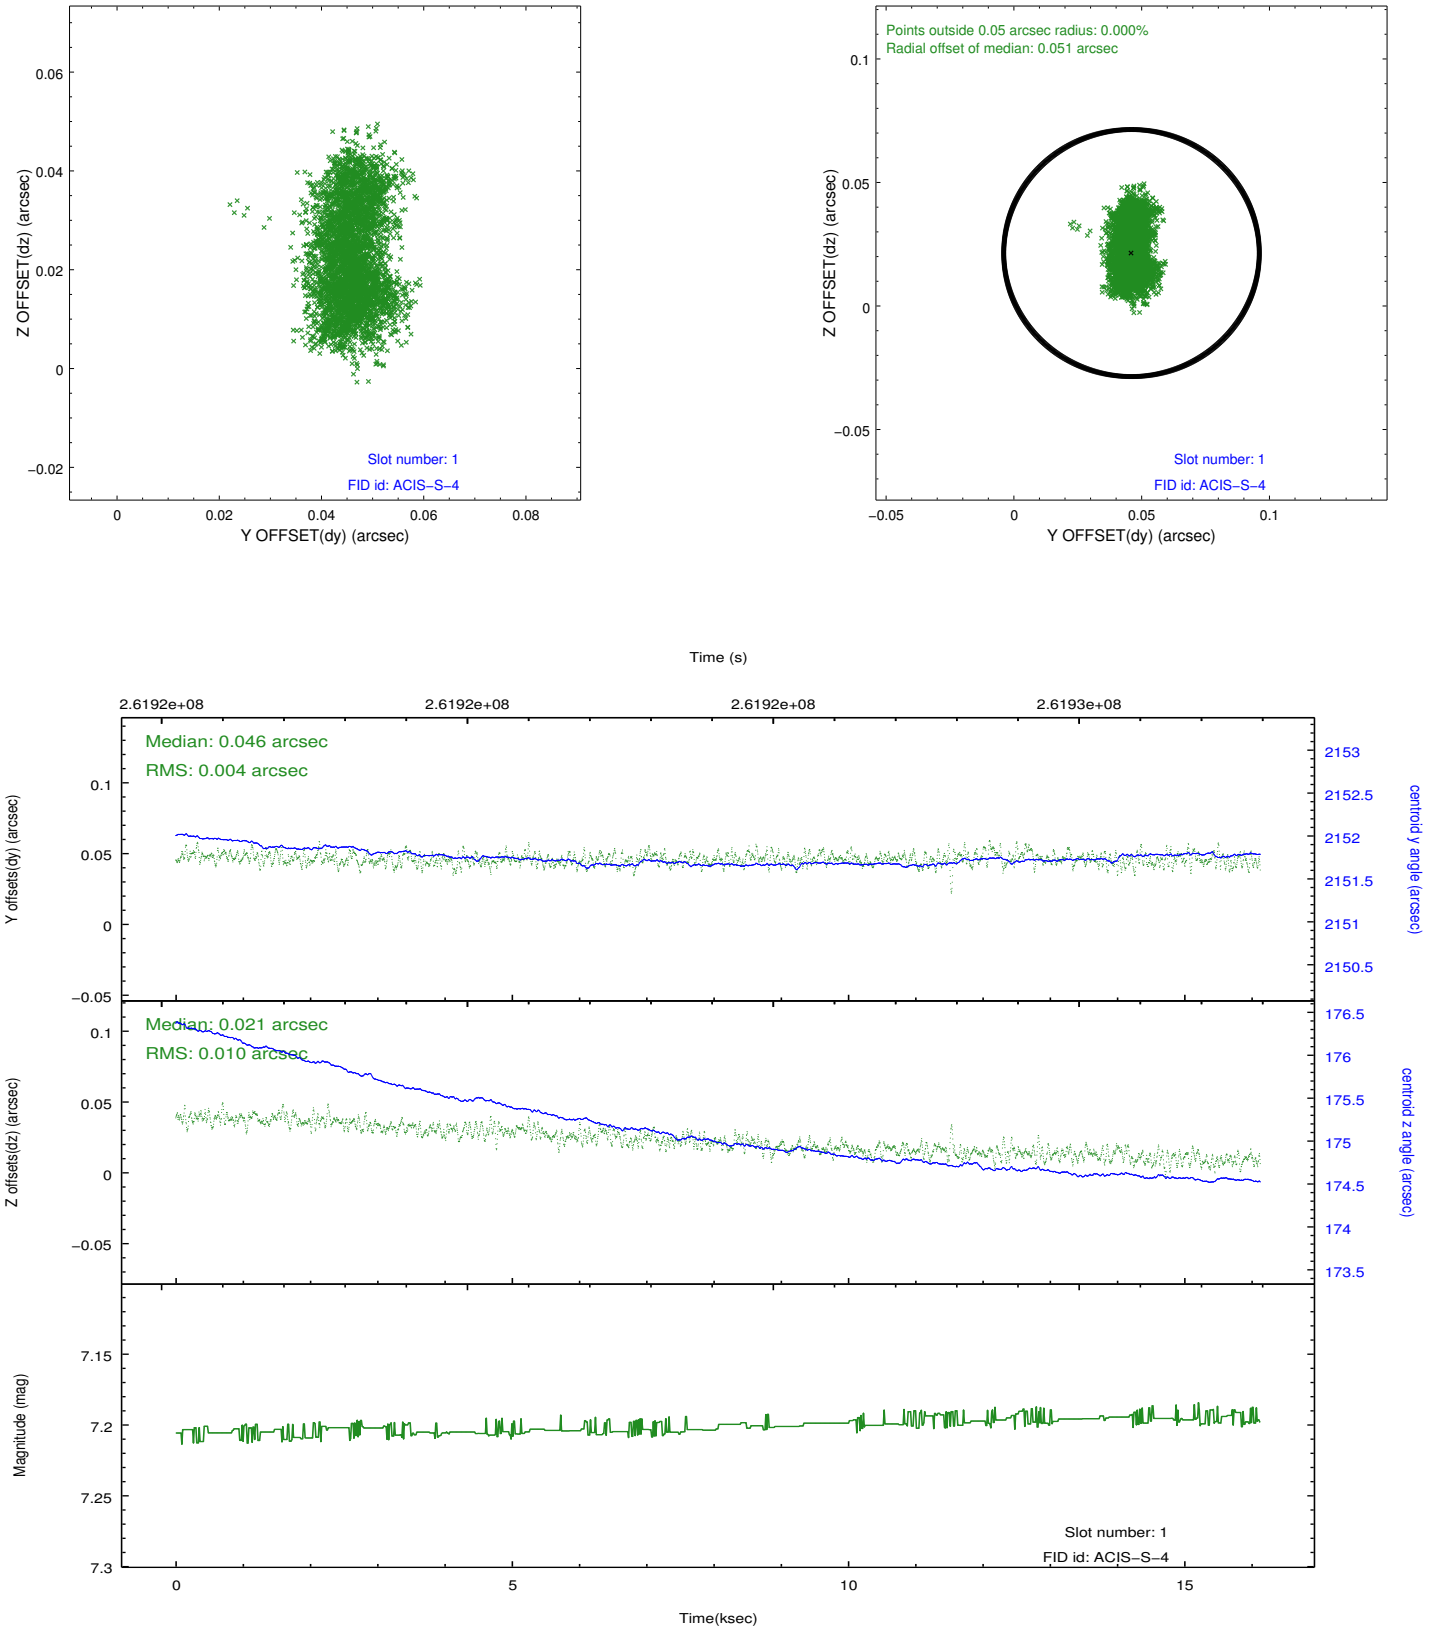 0.06
0.04
0.02
0
−0.02
Z OFFSET(dz) (arcsec)
Slot number: 1
FID id: ACIS−S−4
0
0.02
0.04
0.06
0.08
Y OFFSET(dy) (arcsec)
Points outside 0.05 arcsec radius: 0.000%
Radial offset of median: 0.051 arcsec
0.1
0.05
0
−0.05
Z OFFSET(dz) (arcsec)
Slot number: 1
FID id: ACIS−S−4
−0.05
0
0.05
0.1
Y OFFSET(dy) (arcsec)
Time (s)
2.6192e+08
2.6192e+08
2.6192e+08
2.6193e+08
Median: 0.046 arcsec
RMS: 0.004 arcsec
0.1
0.05
0
−0.05
Y offsets(dy) (arcsec)
2153
2152.5
2152
2151.5
2151
2150.5
centroid y angle (arcsec)
Median: 0.021 arcsec
RMS: 0.010 arcsec
0.1
0.05
0
−0.05
Z offsets(dz) (arcsec)
176.5
176
175.5
175
174.5
174
173.5
centroid z angle (arcsec)
7.15
7.2
7.25
7.3
Magnitude (mag)
Slot number: 1
FID id: ACIS−S−4
0
5
10
15
Time(ksec)